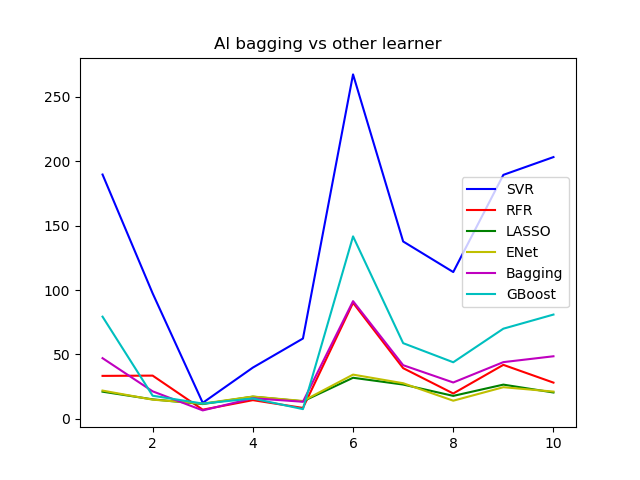 AI bagging vs other learner
250
200
150
100
50
0
SVR
RFR
LASSO
ENet
Bagging
GBoost
2 4 6 8 10